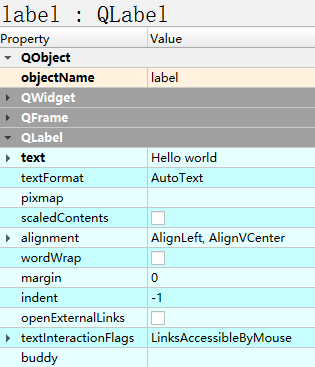 label : QLabel
Property Value
QObject
objectName label
QWidget
QFrame
QLabel
text Hello world
textFormat AutoText
pixmap
scaledContents
alignment AlignLeft, AlignVCenter
wordWrap
margin 0
indent -1
openExternalLinks
textInteractionFlags LinksAccessibleByMouse
buddy